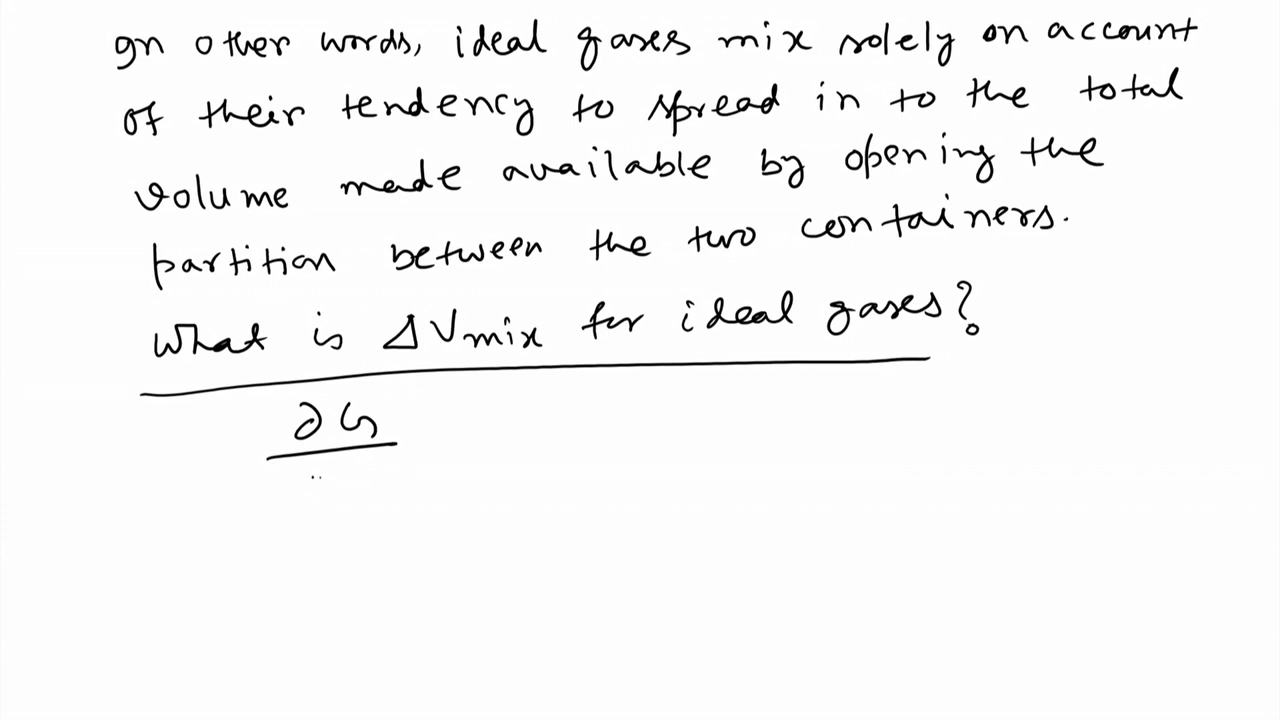 In other words, ideal gases mix solely on account
of their tendency to spread in to the total
volume made available by opening the
partition between the two containers.
What is ΔVmix for ideal gases?
∂G